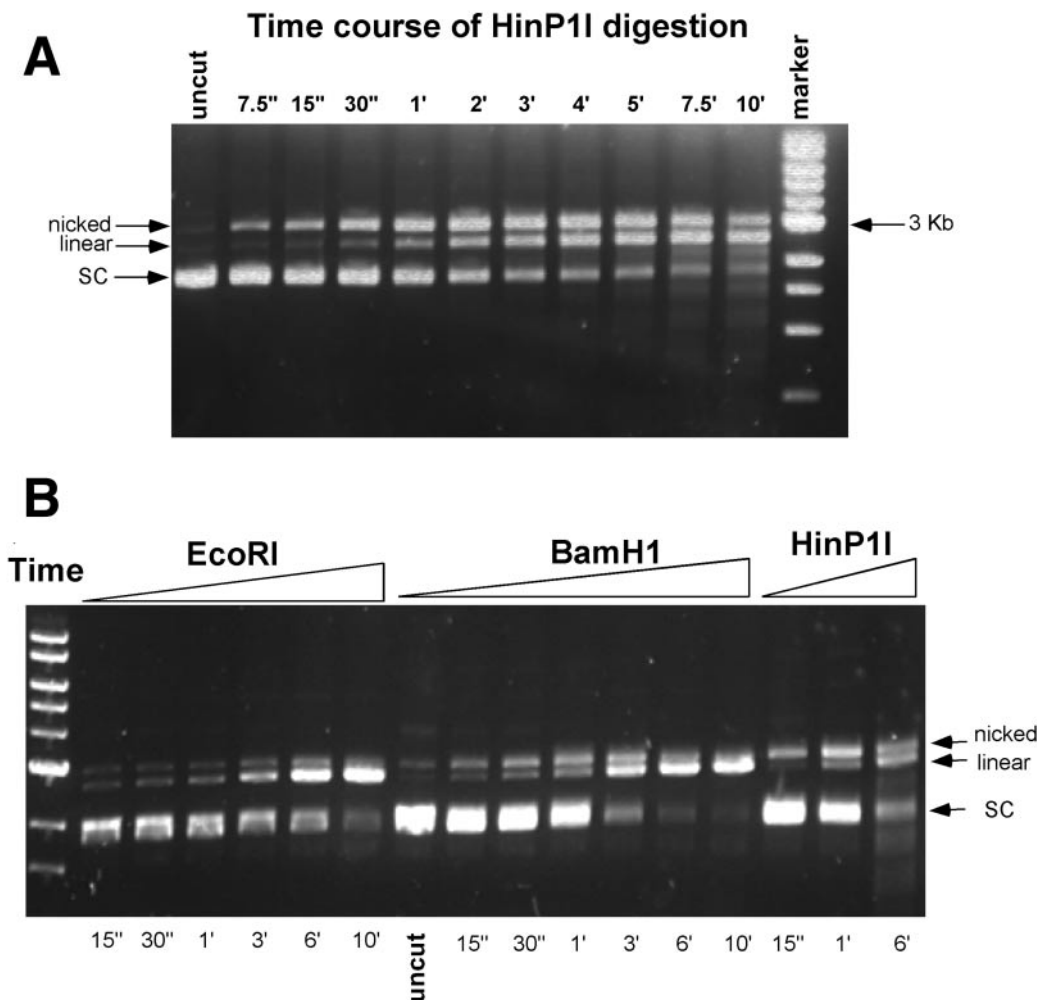 Time course of HinP1I digestion
A
uncut 7.5" 15" 30" 1' 2' 3' 4' 5' 7.5' 10' marker
nicked
linear
SC
3 Kb
B
Time EcoRI BamH1 HinP1I
nicked
linear
SC
15" 30" 1' 3' 6' 10' uncut 15" 30" 1' 3' 6' 10' 15" 1' 6'